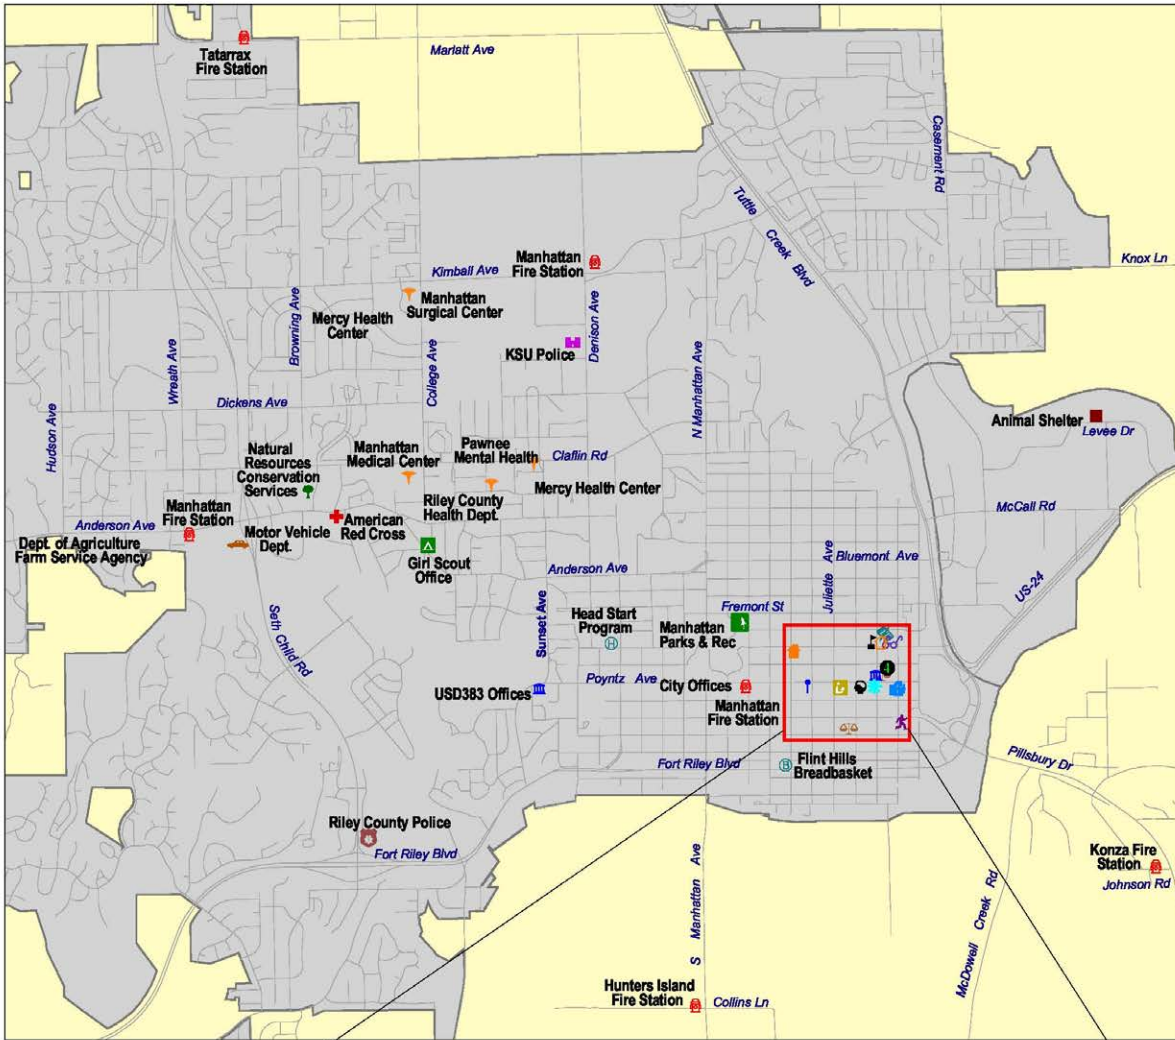 Marlatt Ave
Tatarrax
Fire Station
Casement Rd
Tuttle Creek Blvd
Manhattan
Fire Station
Knox Ln
Kimball Ave
Manhattan
Surgical Center
Mercy Health
Center
Browning Ave
KSU Police
Denison Ave
Wreath Ave
College Ave
N Manhattan Ave
Dickens Ave
Hudson Ave
Animal Shelter
Levee Dr
Natural
Resources
Conservation
Services
Manhattan
Medical Center
Pawnee
Mental Health
Claflin Rd
Mercy Health Center
Riley County
Health Dept.
McCall Rd
Manhattan
Fire Station
Anderson Ave
American
Red Cross
Motor Vehicle
Dept.
Dept. of Agriculture
Farm Service Agency
Girl Scout
Office
Juliette Ave
Bluemont Ave
Anderson Ave
US-24
Seth Child Rd
Sunset Ave
Head Start
Program
Fremont St
Manhattan
Parks & Rec
H
4
Poyntz Ave
USD383 Offices
City Offices
Manhattan
Fire Station
Fort Riley Blvd
Flint Hills
Breadbasket
Pillsbury Dr
Riley County Police
Fort Riley Blvd
Konza Fire
Station
Johnson Rd
S Manhattan Ave
McDowell Creek Rd
Hunters Island
Fire Station
Collins Ln